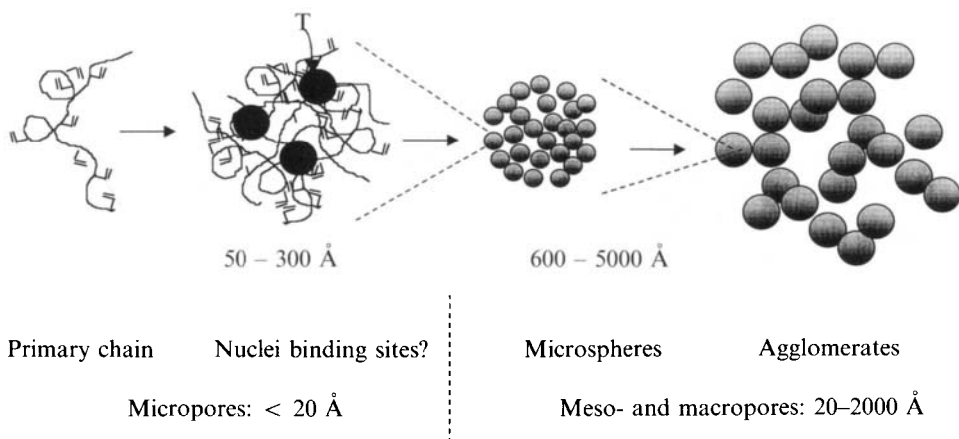 T
50 – 300 Å
600 – 5000 Å
Primary chain
Nuclei binding sites?
Microspheres
Agglomerates
Micropores: < 20 Å
Meso- and macropores: 20–2000 Å